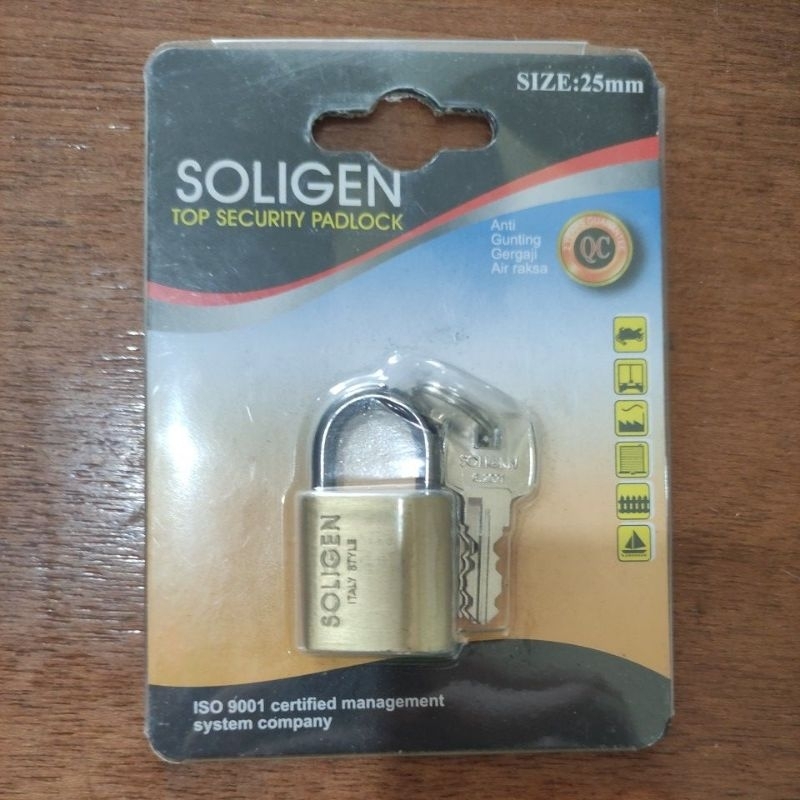 SIZE:25mm
SOLIGEN
TOP SECURITY PADLOCK
Anti
Gunting
Gergaji
Air raksa
QC
SOLIGEN
SOLIGEN
ITALY STYLE
ISO 9001 certified management
system company